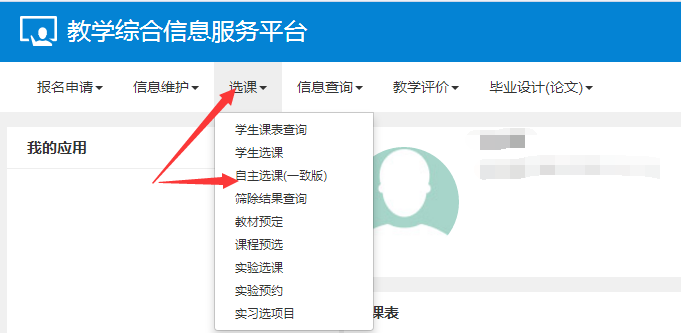 教学综合信息服务平台
报名申请 信息维护 选课 信息查询 教学评价 毕业设计(论文)
学生课表查询
我的应用
学生选课
自主选课(一致版)
筛除结果查询
教材预定
课程预选
实验选课
实验预约
实习选项目
课表